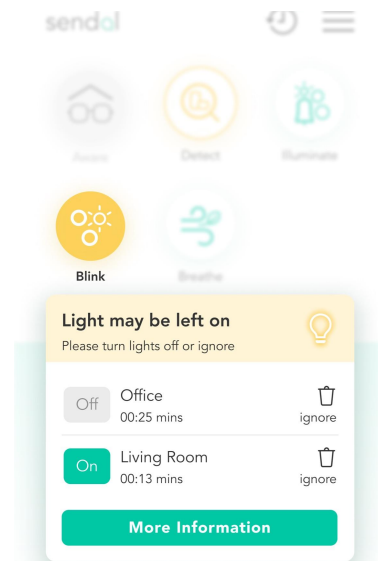 sendal
Aware
Detect
Illuminate
Blink
Breathe
Light may be left on
Please turn lights off or ignore
Off
Office
00:25 mins
ignore
On
Living Room
00:13 mins
ignore
More Information